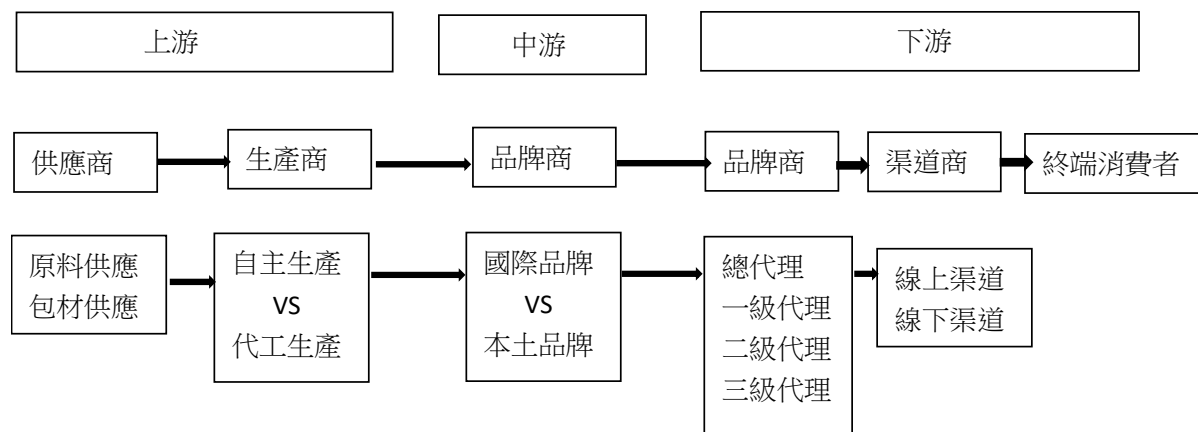 上游
中游
下游
供應商
生產商
品牌商
品牌商
渠道商
終端消費者
原料供應
包材供應
自主生產
VS
代工生產
國際品牌
VS
本土品牌
總代理
一級代理
二級代理
三級代理
線上渠道
線下渠道